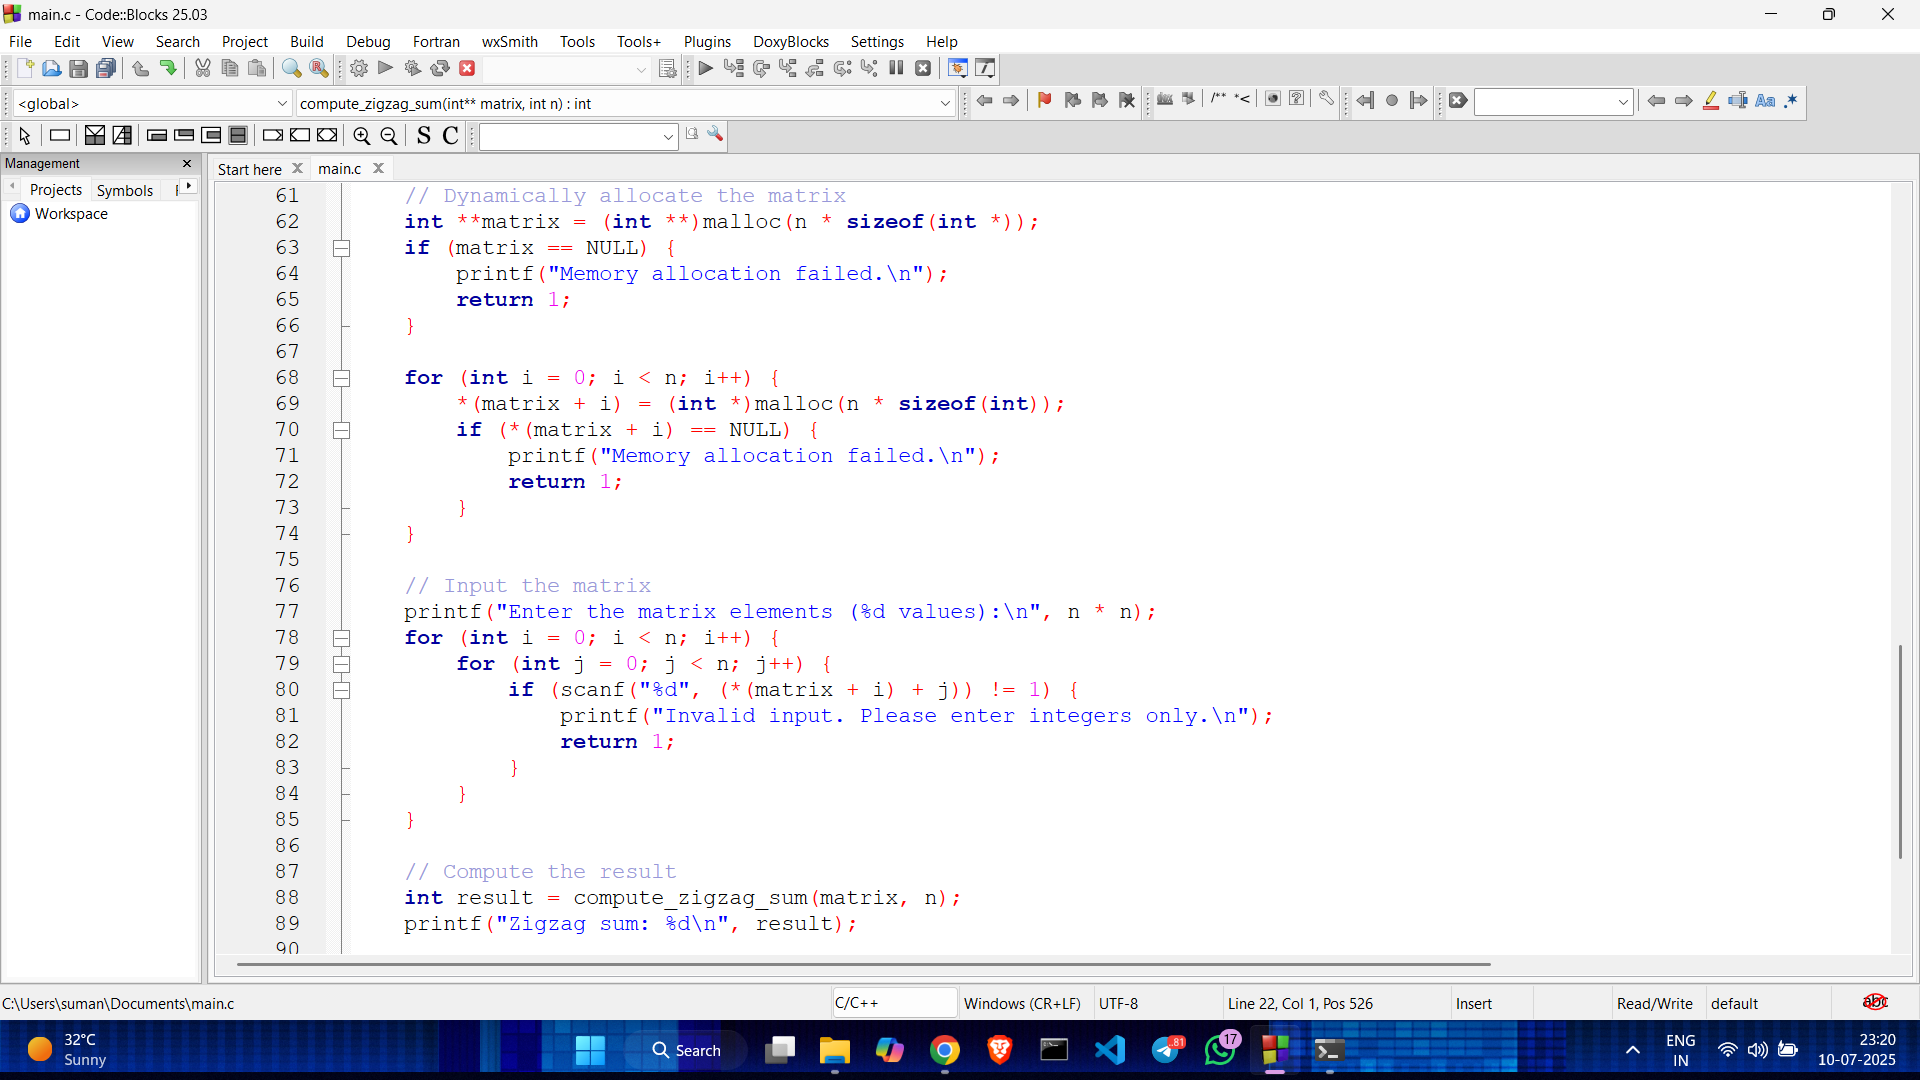 main.c - Code::Blocks 25.03
File Edit View Search Project Build Debug Fortran wxSmith Tools Tools+ Plugins DoxyBlocks Settings Help
<global> compute_zigzag_sum(int** matrix, int n) : int
/** *< Aa .*
S C
Management
Projects Symbols
Workspace
Start here main.c
61 // Dynamically allocate the matrix
62 int **matrix = (int **)malloc(n * sizeof(int *));
63 if (matrix == NULL) {
64 printf("Memory allocation failed.\n");
65 return 1;
66 }
67
68 for (int i = 0; i < n; i++) {
69 *(matrix + i) = (int *)malloc(n * sizeof(int));
70 if (*(matrix + i) == NULL) {
71 printf("Memory allocation failed.\n");
72 return 1;
73 }
74 }
75
76 // Input the matrix
77 printf("Enter the matrix elements (%d values):\n", n * n);
78 for (int i = 0; i < n; i++) {
79 for (int j = 0; j < n; j++) {
80 if (scanf("%d", (*(matrix + i) + j)) != 1) {
81 printf("Invalid input. Please enter integers only.\n");
82 return 1;
83 }
84 }
85 }
86
87 // Compute the result
88 int result = compute_zigzag_sum(matrix, n);
89 printf("Zigzag sum: %d\n", result);
90
C:\Users\suman\Documents\main.c C/C++ Windows (CR+LF) UTF-8 Line 22, Col 1, Pos 526 Insert Read/Write default abc
32°C
Sunny
Search
81
17
ENG
IN
23:20
10-07-2025